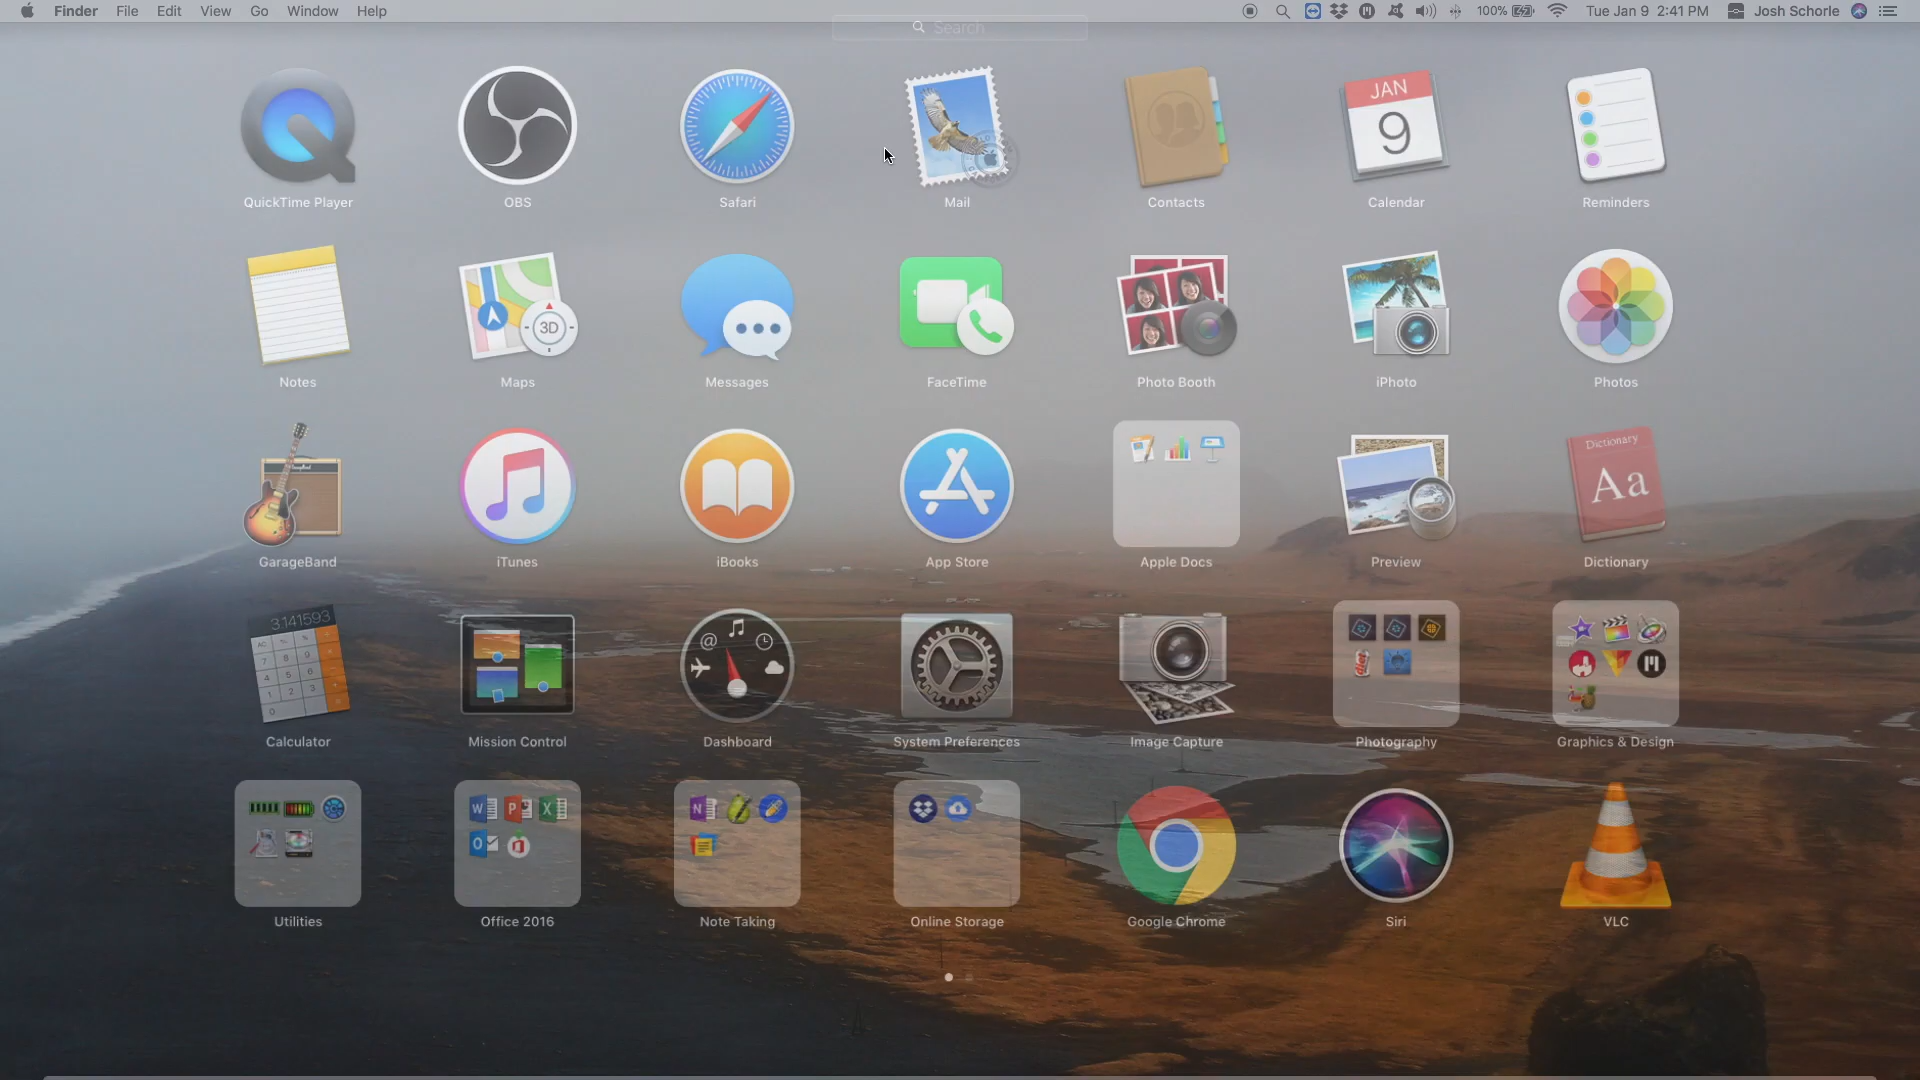 Finder File Edit View Go Window Help 100% Tue Jan 9 2:41 PM Josh Schorle
Search
JAN
9
QuickTime Player OBS Safari Mail Contacts Calendar Reminders
3D
Notes Maps Messages FaceTime Photo Booth iPhoto Photos
Dictionary
Aa
GarageBand iTunes iBooks App Store Apple Docs Preview Dictionary
3.141593
Calculator Mission Control Dashboard System Preferences Image Capture Photography Graphics & Design
Utilities Office 2016 Note Taking Online Storage Google Chrome Siri VLC